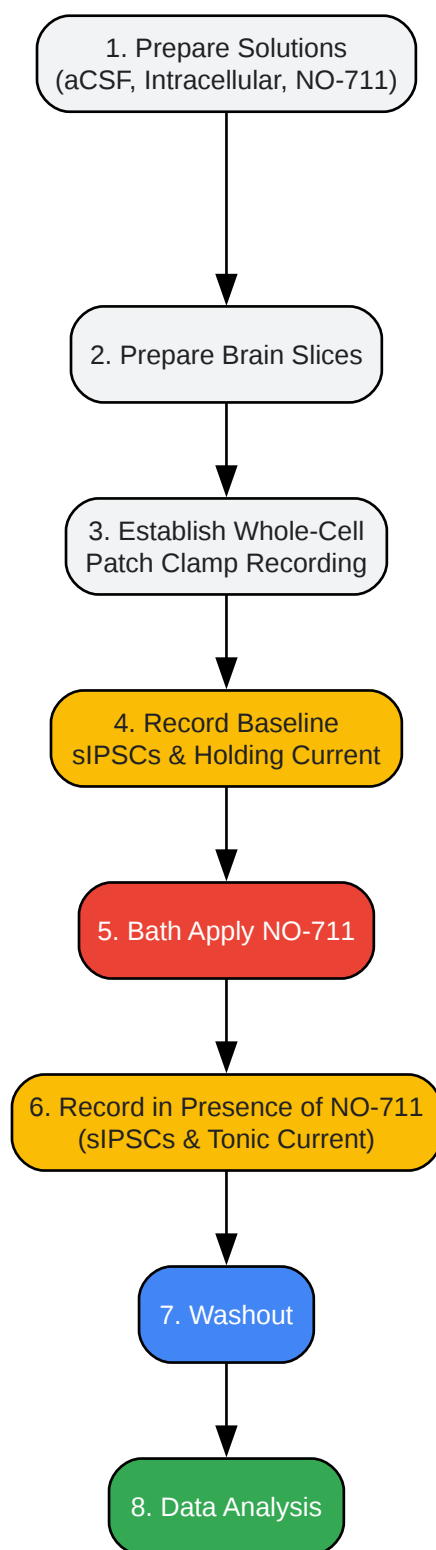 1. Prepare Solutions
(aCSF, Intracellular, NO-711)
2. Prepare Brain Slices
3. Establish Whole-Cell
Patch Clamp Recording
4. Record Baseline
sIPSCs & Holding Current
5. Bath Apply NO-711
6. Record in Presence of NO-711
(sIPSCs & Tonic Current)
7. Washout
8. Data Analysis